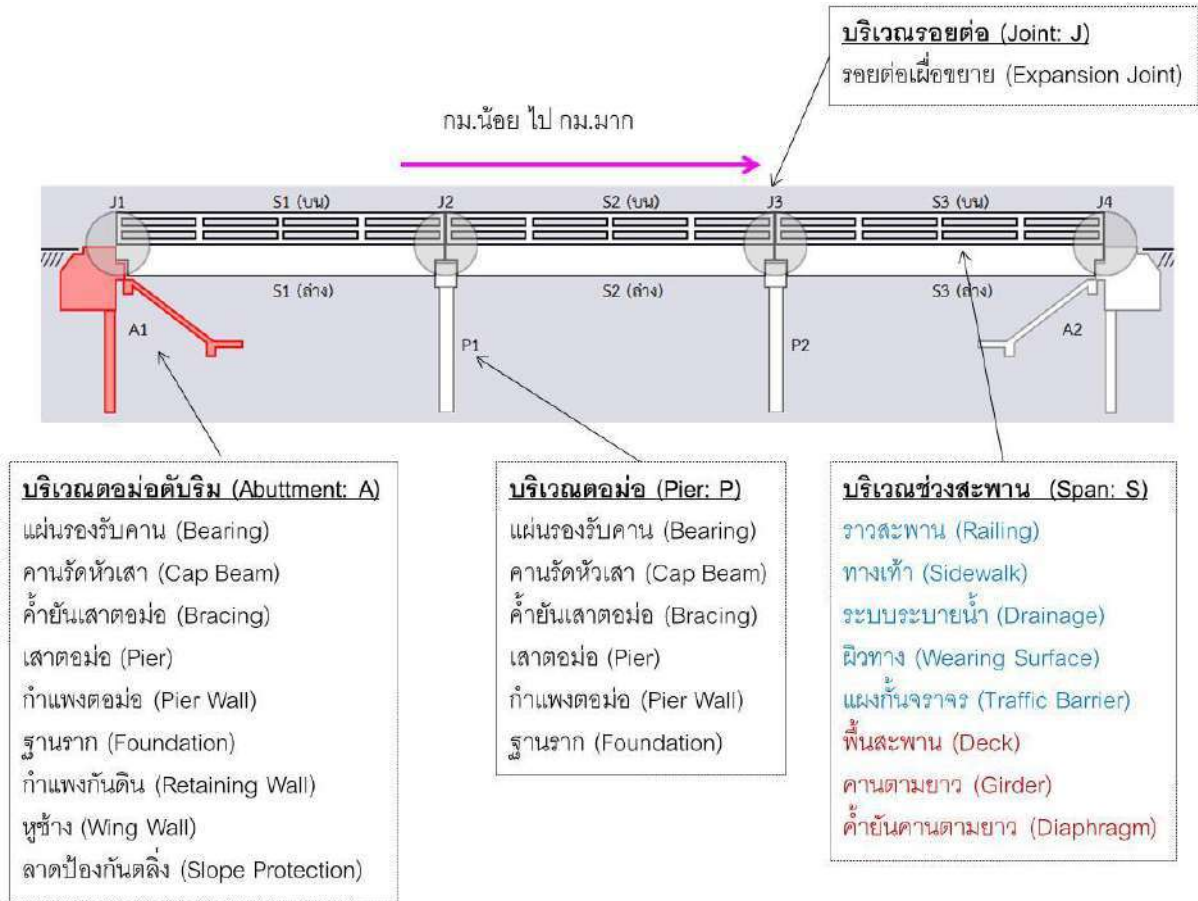 บริเวณรอยต่อ (Joint: J)
รอยต่อเผื่อขยาย (Expansion Joint)
กม.น้อย ไป กม.มาก
J1 S1 (บน) J2 S2 (บน) J3 S3 (บน) J4
S1 (ล่าง) S2 (ล่าง) S3 (ล่าง)
A1 P1 P2 A2
บริเวณตอม่อตับริม (Abuttment: A)
แผ่นรองรับคาน (Bearing)
คานรัดหัวเสา (Cap Beam)
ค้ำยันเสาตอม่อ (Bracing)
เสาตอม่อ (Pier)
กำแพงตอม่อ (Pier Wall)
ฐานราก (Foundation)
กำแพงกันดิน (Retaining Wall)
หูช้าง (Wing Wall)
ลาดป้องกันตลิ่ง (Slope Protection)
บริเวณตอม่อ (Pier: P)
แผ่นรองรับคาน (Bearing)
คานรัดหัวเสา (Cap Beam)
ค้ำยันเสาตอม่อ (Bracing)
เสาตอม่อ (Pier)
กำแพงตอม่อ (Pier Wall)
ฐานราก (Foundation)
บริเวณช่วงสะพาน (Span: S)
ราวสะพาน (Railing)
ทางเท้า (Sidewalk)
ระบบระบายน้ำ (Drainage)
ผิวทาง (Wearing Surface)
แผงกั้นจราจร (Traffic Barrier)
พื้นสะพาน (Deck)
คานตามยาว (Girder)
ค้ำยันคานตามยาว (Diaphragm)